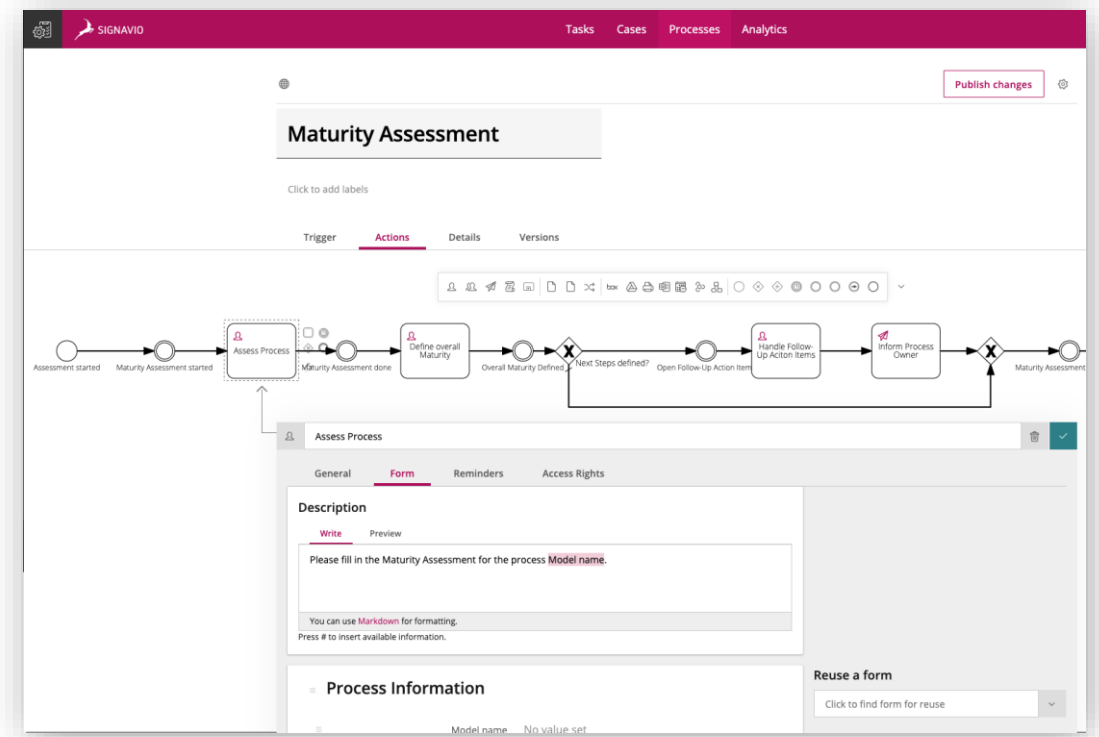 SIGNAVIO
Tasks Cases Processes Analytics
Publish changes
Maturity Assessment
Click to add labels
Trigger Actions Details Versions
box
Assess Process
Define overall
Maturity
Handle Follow-
Up Aciton Items
Inform Process
Owner
Assessment started
Maturity Assessment started
Maturity Assessment done
Overall Maturity Defined
Next Steps defined?
Open Follow-Up Action Item
Maturity Assessment
Assess Process
General Form Reminders Access Rights
Description
Write Preview
Please fill in the Maturity Assessment for the process Model name.
You can use Markdown for formatting.
Press # to insert available information.
Process Information
Model name No value set
Reuse a form
Click to find form for reuse